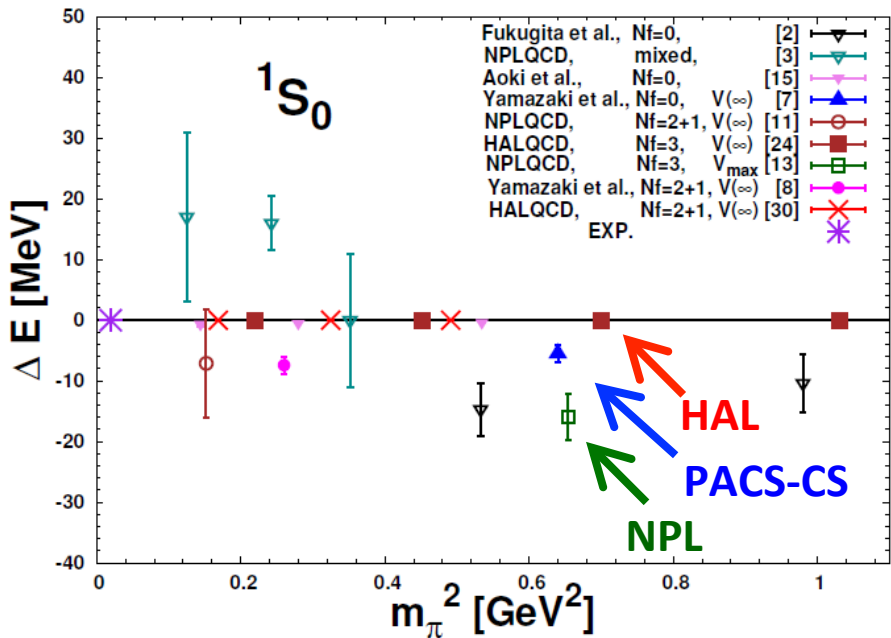 50
40
30
20
10
0
-10
-20
-30
-40
Δ E [MeV]
¹S₀
Fukugita et al., Nf=0, [2]
NPLQCD, mixed, [3]
Aoki et al., Nf=0, [15]
Yamazaki et al., Nf=0, V(∞) [7]
NPLQCD, Nf=2+1, V(∞) [11]
HALQCD, Nf=3, V(∞) [24]
NPLQCD, Nf=3, V_max [13]
Yamazaki et al., Nf=2+1, V(∞) [8]
HALQCD, Nf=2+1, V(∞) [30]
EXP.
HAL
PACS-CS
NPL
0 0.2 0.4 0.6 0.8 1
m_π² [GeV²]